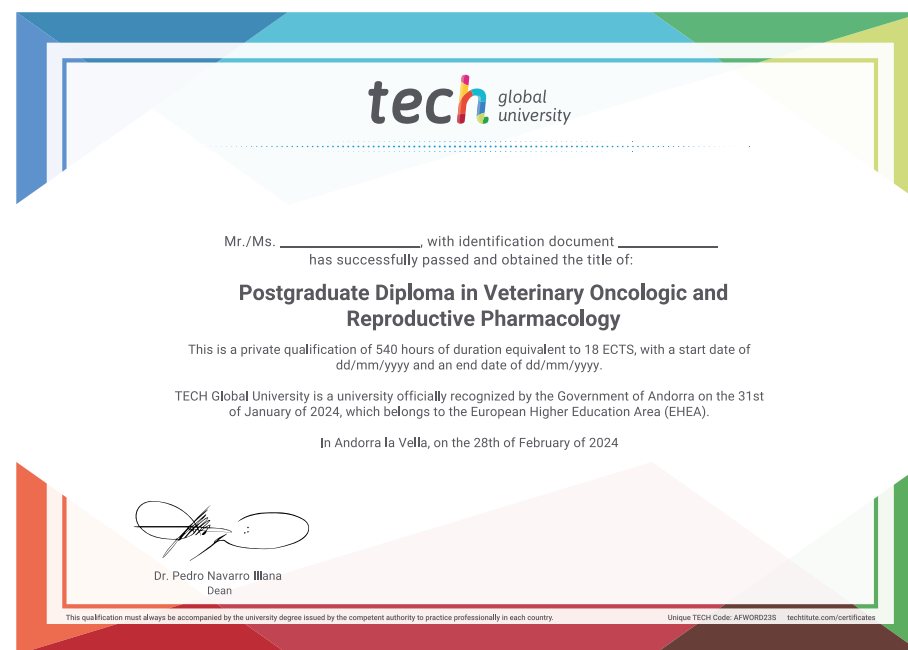 tech global
university
Mr./Ms. ____________________, with identification document ______________
has successfully passed and obtained the title of:
Postgraduate Diploma in Veterinary Oncologic and
Reproductive Pharmacology
This is a private qualification of 540 hours of duration equivalent to 18 ECTS, with a start date of
dd/mm/yyyy and an end date of dd/mm/yyyy.
TECH Global University is a university officially recognized by the Government of Andorra on the 31st
of January of 2024, which belongs to the European Higher Education Area (EHEA).
In Andorra la Vella, on the 28th of February of 2024
Dr. Pedro Navarro Illana
Dean
This qualification must always be accompanied by the university degree issued by the competent authority to practice professionally in each country. Unique TECH Code: AFWORD23S techtitute.com/certificates